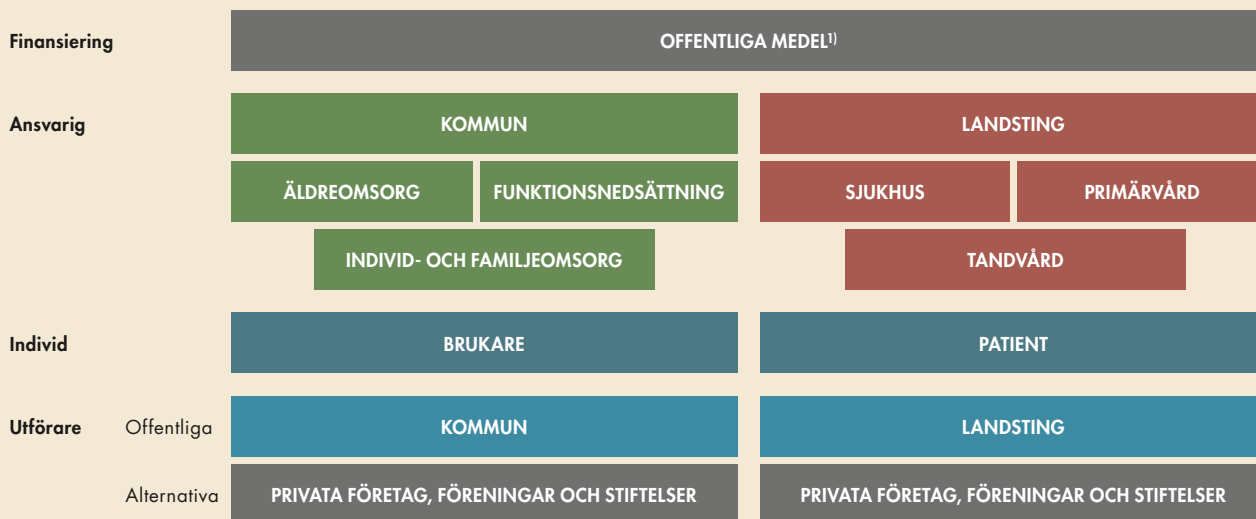 Finansiering OFFENTLIGA MEDEL¹⁾
Ansvarig KOMMUN LANDSTING
ÄLDREOMSORG FUNKTIONSNEDSÄTTNING SJUKHUS PRIMÄRVÅRD
INDIVID- OCH FAMILJEOMSORG TANDVÅRD
Individ BRUKARE PATIENT
Utförare Offentliga KOMMUN LANDSTING
Alternativa PRIVATA FÖRETAG, FÖRENINGAR OCH STIFTELSER PRIVATA FÖRETAG, FÖRENINGAR OCH STIFTELSER